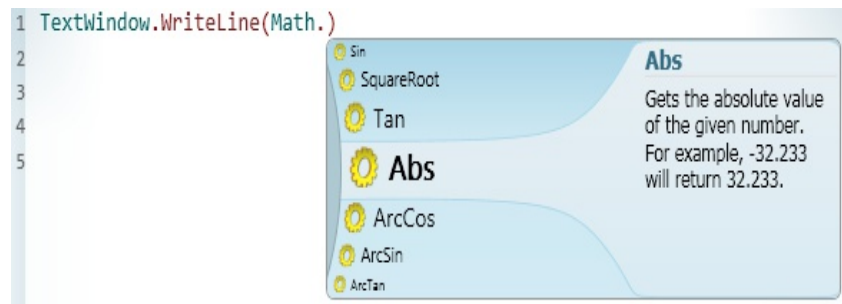 1 TextWindow.WriteLine(Math.)
2
3
4
5
Sin
SquareRoot
Tan
Abs
ArcCos
ArcSin
ArcTan
Abs
Gets the absolute value
of the given number.
For example, -32.233
will return 32.233.